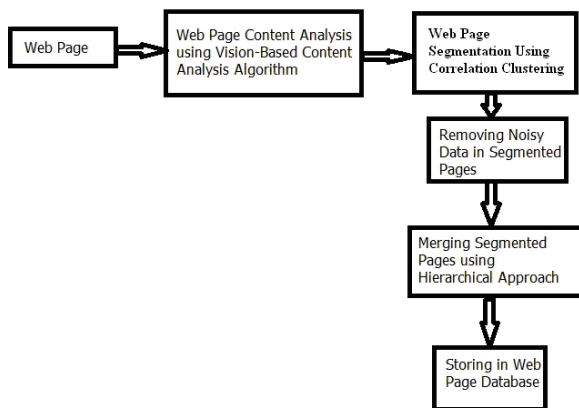 Web Page
Web Page Content Analysis
using Vision-Based Content
Analysis Algorithm
Web Page
Segmentation Using
Correlation Clustering
Removing Noisy
Data in Segmented
Pages
Merging Segmented
Pages using
Hierarchical Approach
Storing in Web
Page Database